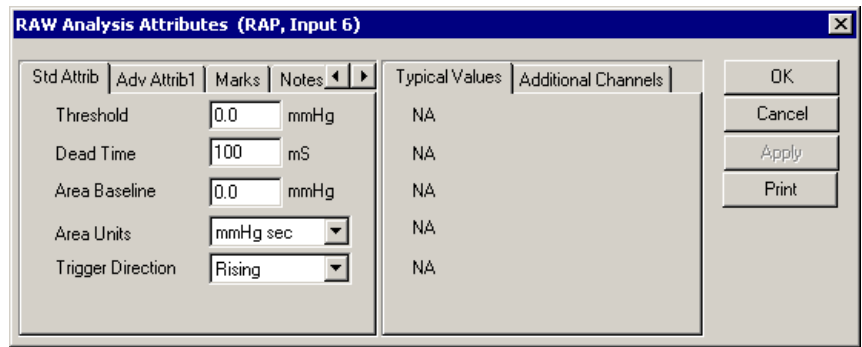 RAW Analysis Attributes (RAP, Input 6)
Std Attrib Adv Attrib1 Marks Notes
Threshold 0.0 mmHg
Dead Time 100 mS
Area Baseline 0.0 mmHg
Area Units mmHg sec
Trigger Direction Rising
Typical Values Additional Channels
NA
NA
NA
NA
NA
OK
Cancel
Apply
Print